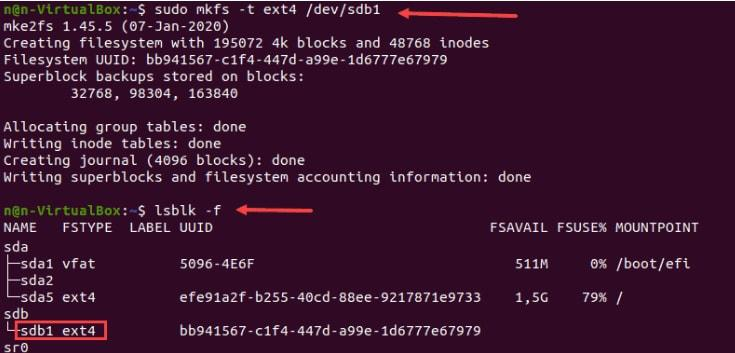 n@n-VirtualBox:~$ sudo mkfs -t ext4 /dev/sdb1
mke2fs 1.45.5 (07-Jan-2020)
Creating filesystem with 195072 4k blocks and 48768 inodes
Filesystem UUID: bb941567-c1f4-447d-a99e-1d6777e67979
Superblock backups stored on blocks:
        32768, 98304, 163840

Allocating group tables: done
Writing inode tables: done
Creating journal (4096 blocks): done
Writing superblocks and filesystem accounting information: done

n@n-VirtualBox:~$ lsblk -f
NAME   FSTYPE  LABEL UUID                                 FSAVAIL FSUSE% MOUNTPOINT
sda
├─sda1 vfat          5096-4E6F                               511M     0% /boot/efi
├─sda2
└─sda5 ext4          efe91a2f-b255-40cd-88ee-9217871e9733    1,5G    79% /
sdb
└─sdb1 ext4          bb941567-c1f4-447d-a99e-1d6777e67979
sr0